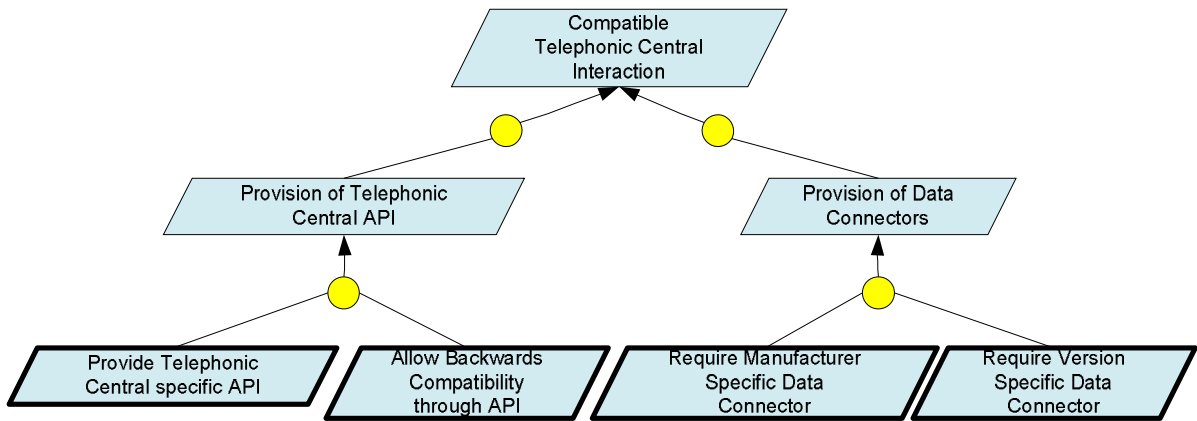 Compatible
Telephonic Central
Interaction
Provision of Telephonic
Central API
Provision of Data
Connectors
Provide Telephonic
Central specific API
Allow Backwards
Compatibility
through API
Require Manufacturer
Specific Data
Connector
Require Version
Specific Data
Connector